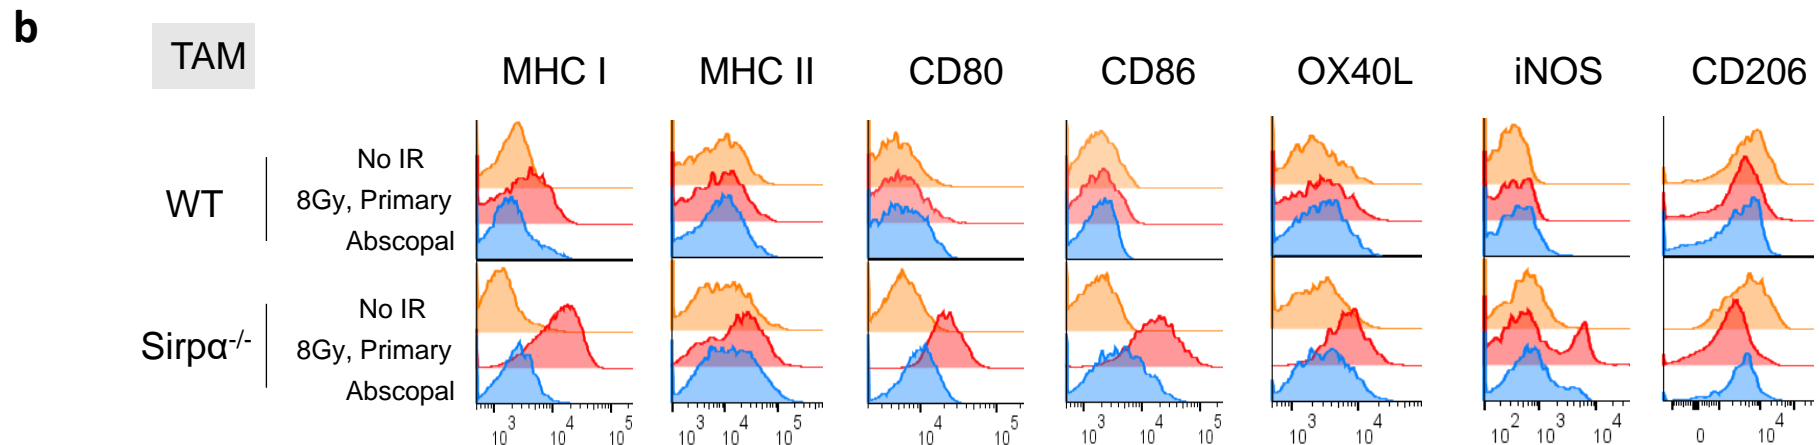 b
TAM
MHC I MHC II CD80 CD86 OX40L iNOS CD206
WT
No IR
8Gy, Primary
Abscopal
Sirpα-/-
No IR
8Gy, Primary
Abscopal
10³ 10⁴ 10⁵ 10³ 10⁴ 10⁵ 10⁴ 10⁵ 10³ 10⁴ 10⁵ 10³ 10⁴ 10² 10³ 10⁴ 0 10⁴